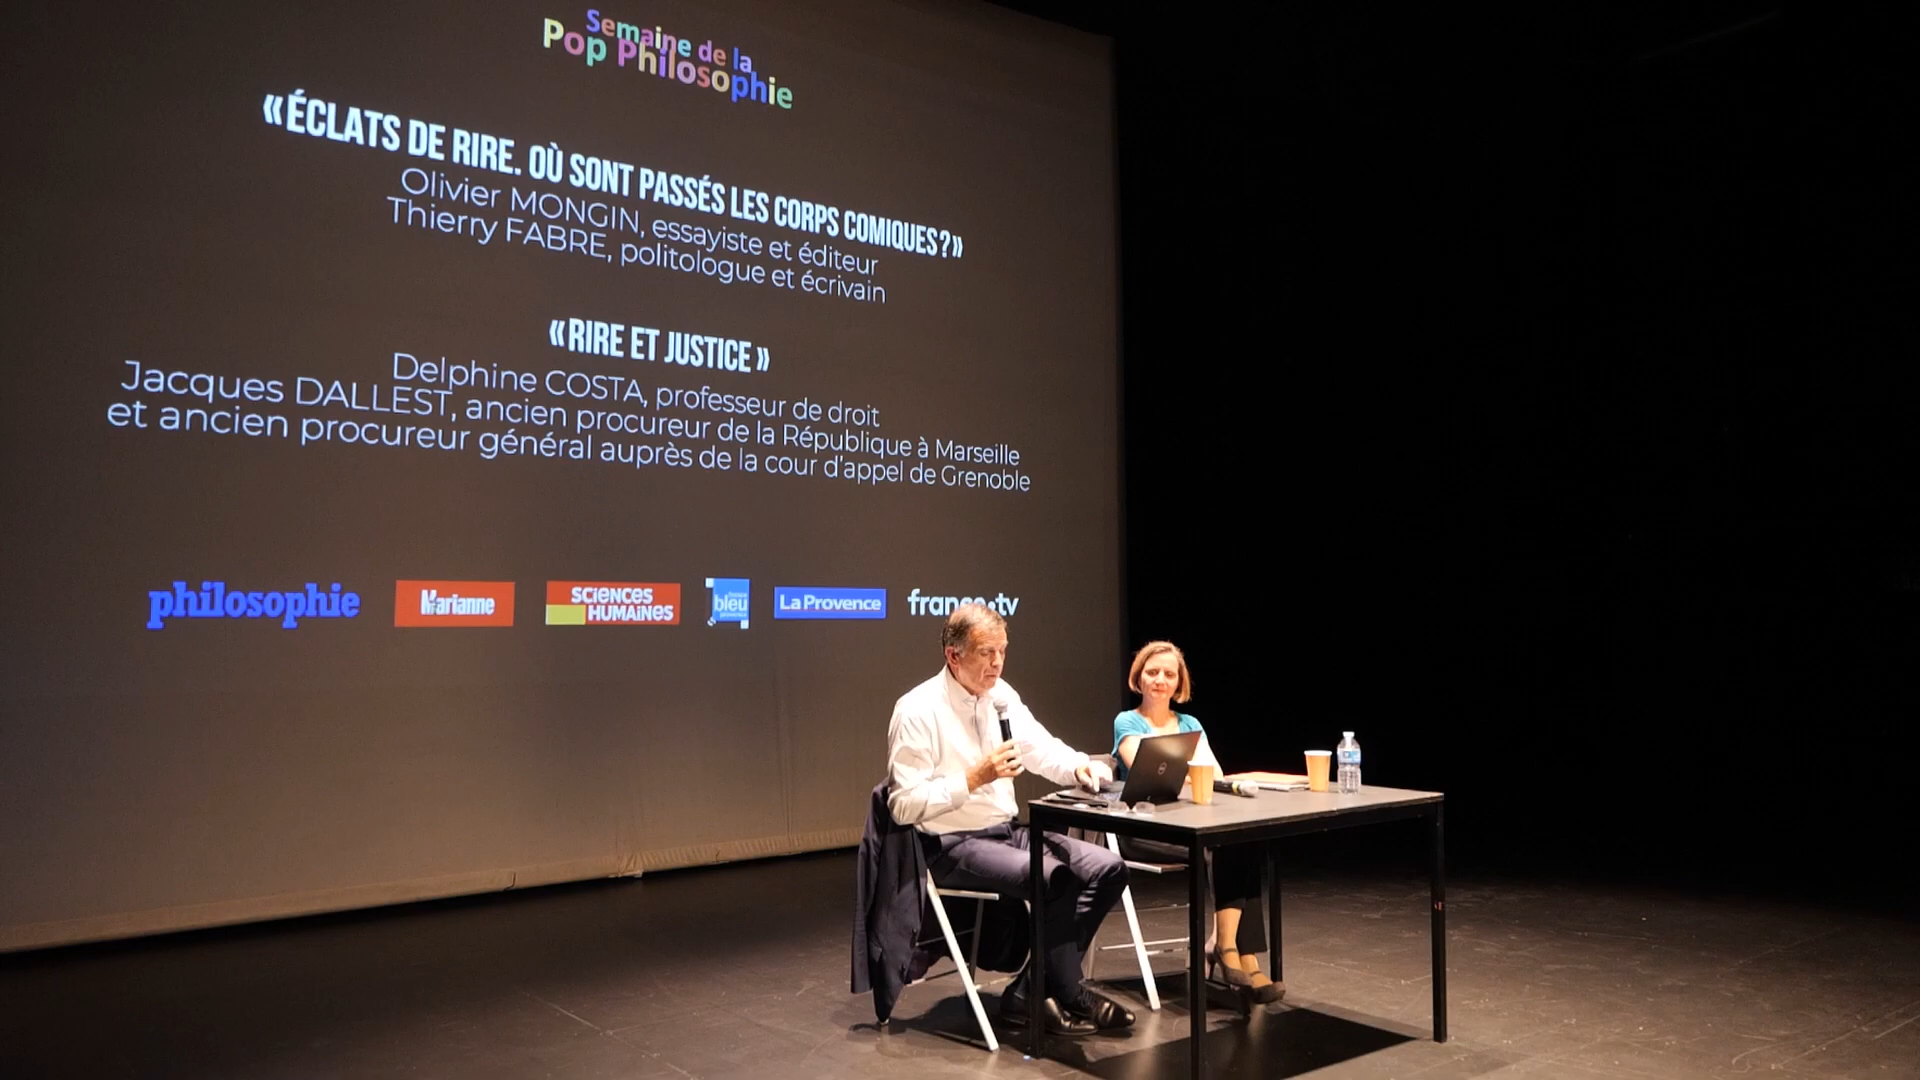 Semaine de la
Pop Philosophie
«ÉCLATS DE RIRE. OÙ SONT PASSÉS LES CORPS COMIQUES?»
Olivier MONGIN, essayiste et éditeur
Thierry FABRE, politologue et écrivain
«RIRE ET JUSTICE»
Delphine COSTA, professeur de droit
Jacques DALLEST, ancien procureur de la République à Marseille
et ancien procureur général auprès de la cour d'appel de Grenoble
philosophie
Marianne
SCIENCES
HUMAINES
bleu
La Provence
france•tv